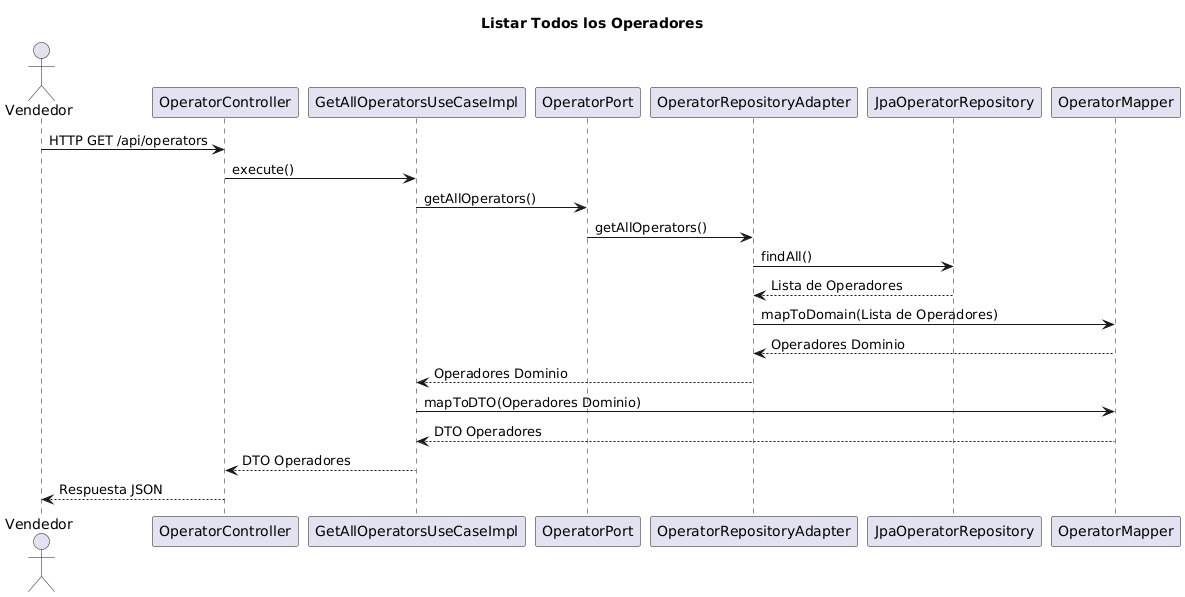 Listar Todos los Operadores
Vendedor
OperatorController
GetAllOperatorsUseCaseImpl
OperatorPort
OperatorRepositoryAdapter
JpaOperatorRepository
OperatorMapper
HTTP GET /api/operators
execute()
getAllOperators()
getAllOperators()
findAll()
Lista de Operadores
mapToDomain(Lista de Operadores)
Operadores Dominio
Operadores Dominio
mapToDTO(Operadores Dominio)
DTO Operadores
DTO Operadores
Respuesta JSON
Vendedor
OperatorController
GetAllOperatorsUseCaseImpl
OperatorPort
OperatorRepositoryAdapter
JpaOperatorRepository
OperatorMapper